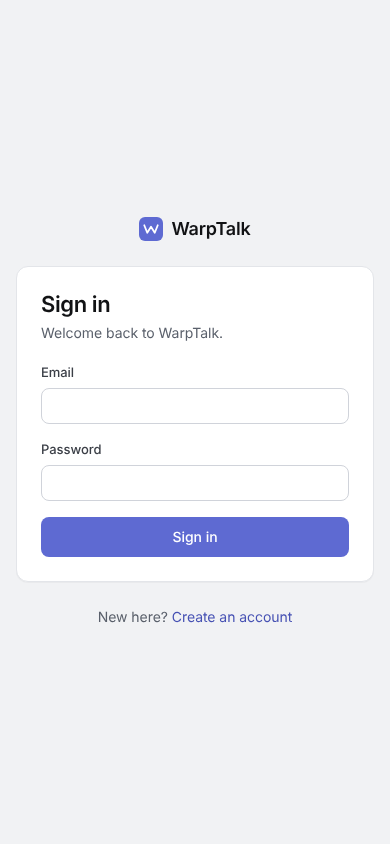 WarpTalk
Sign in
Welcome back to WarpTalk.
Email
Password
Sign in
New here? Create an account